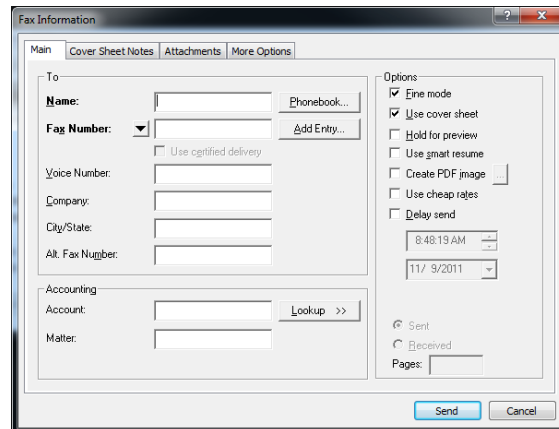 Fax Information
Main
Cover Sheet Notes
Attachments
More Options
To
Name:
Phonebook...
Fax Number:
Add Entry...
Use certified delivery
Voice Number:
Company:
City/State:
Alt. Fax Number:
Accounting
Account:
Lookup >>
Matter:
Options
Fine mode
Use cover sheet
Hold for preview
Use smart resume
Create PDF image
...
Use cheap rates
Delay send
8:48:19 AM
11/ 9/2011
Sent
Received
Pages:
Send
Cancel